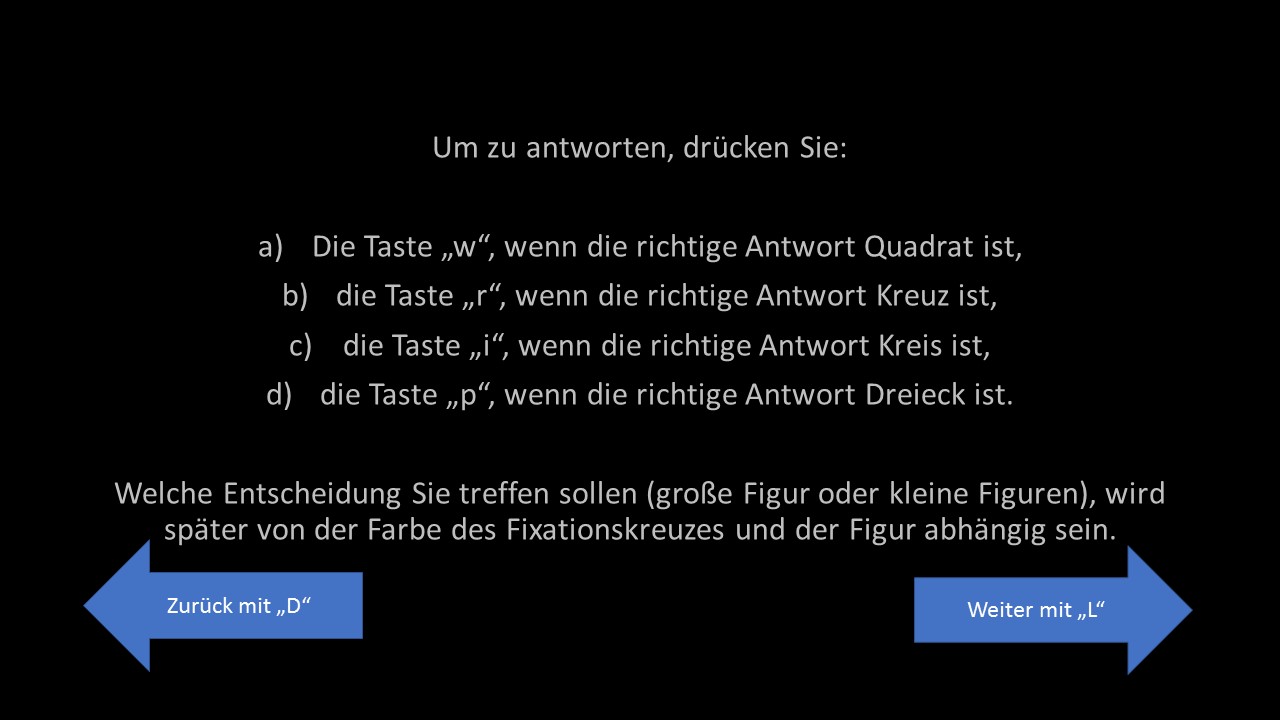 Um zu antworten, drücken Sie:
a) Die Taste „w“, wenn die richtige Antwort Quadrat ist,
b) die Taste „r“, wenn die richtige Antwort Kreuz ist,
c) die Taste „i“, wenn die richtige Antwort Kreis ist,
d) die Taste „p“, wenn die richtige Antwort Dreieck ist.
Welche Entscheidung Sie treffen sollen (große Figur oder kleine Figuren), wird
später von der Farbe des Fixationskreuzes und der Figur abhängig sein.
Zurück mit „D“
Weiter mit „L“